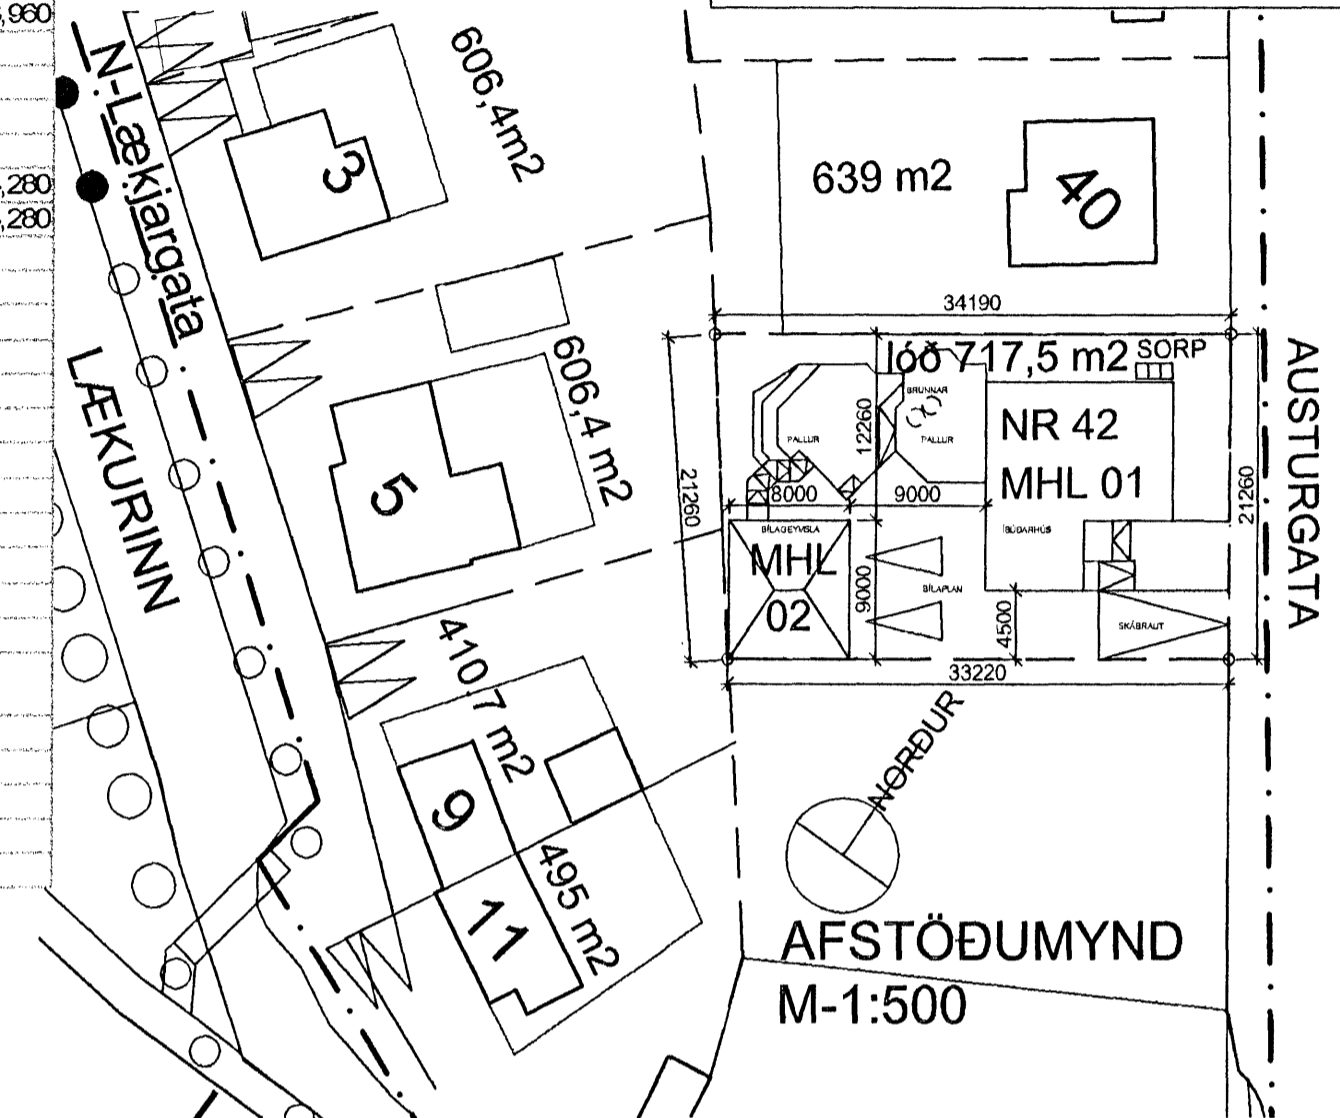 ,960
,280
,280
N-Lækjargata
LÆKURINN
3
606,4m2
5
606,4 m2
410,7 m2
9
11
495 m2
639 m2
40
34190
lóð 717,5 m2
SORP
BRUNNAR
PALLUR
12260
PALLUR
NR 42
MHL 01
ÍBÚÐARHÚS
21260
8000
9000
21260
BÍLAGEYMSLA
MHL
02
9000
BÍLAPLAN
4500
SKÁBRAUT
33220
AUSTURGATA
NORÐUR
AFSTÖÐUMYND
M-1:500